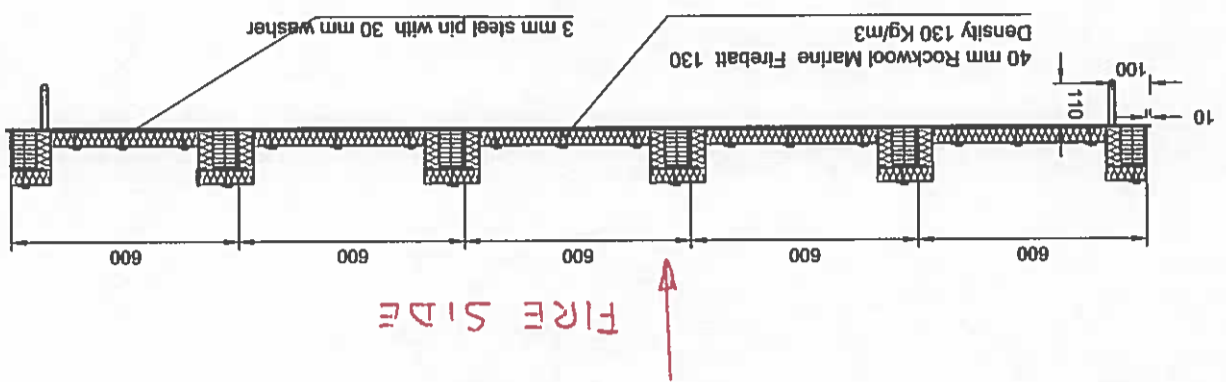 FIRE SIDE
600
600
600
600
600
10
110
100
40 mm Rockwool Marine Firebatt 130
Density 130 Kg/m3
3 mm steel pin with 30 mm washer